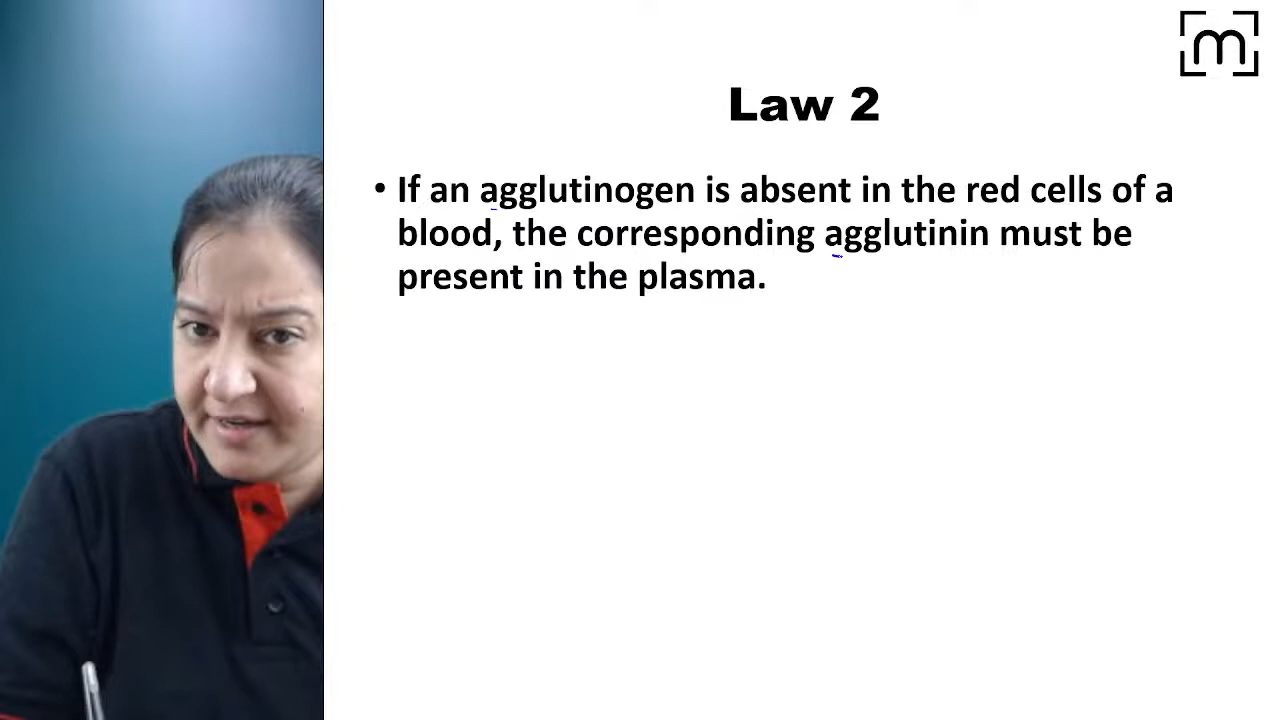 m
Law 2
• If an agglutinogen is absent in the red cells of a
blood, the corresponding agglutinin must be
present in the plasma.